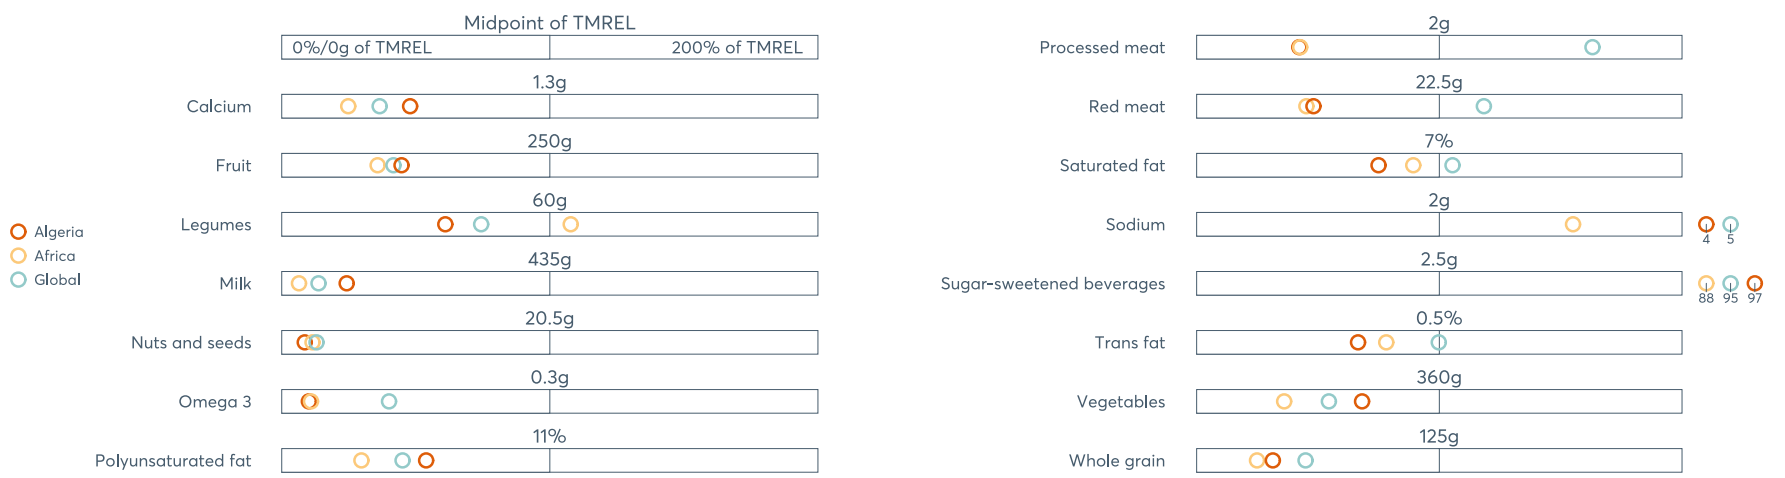 Midpoint of TMREL
0%/0g of TMREL
200% of TMREL
1.3g
Calcium
250g
Fruit
60g
Legumes
435g
Milk
20.5g
Nuts and seeds
0.3g
Omega 3
11%
Polyunsaturated fat
Algeria
Africa
Global
2g
Processed meat
22.5g
Red meat
7%
Saturated fat
2g
Sodium
4 5
2.5g
Sugar-sweetened beverages
88 95 97
0.5%
Trans fat
360g
Vegetables
125g
Whole grain